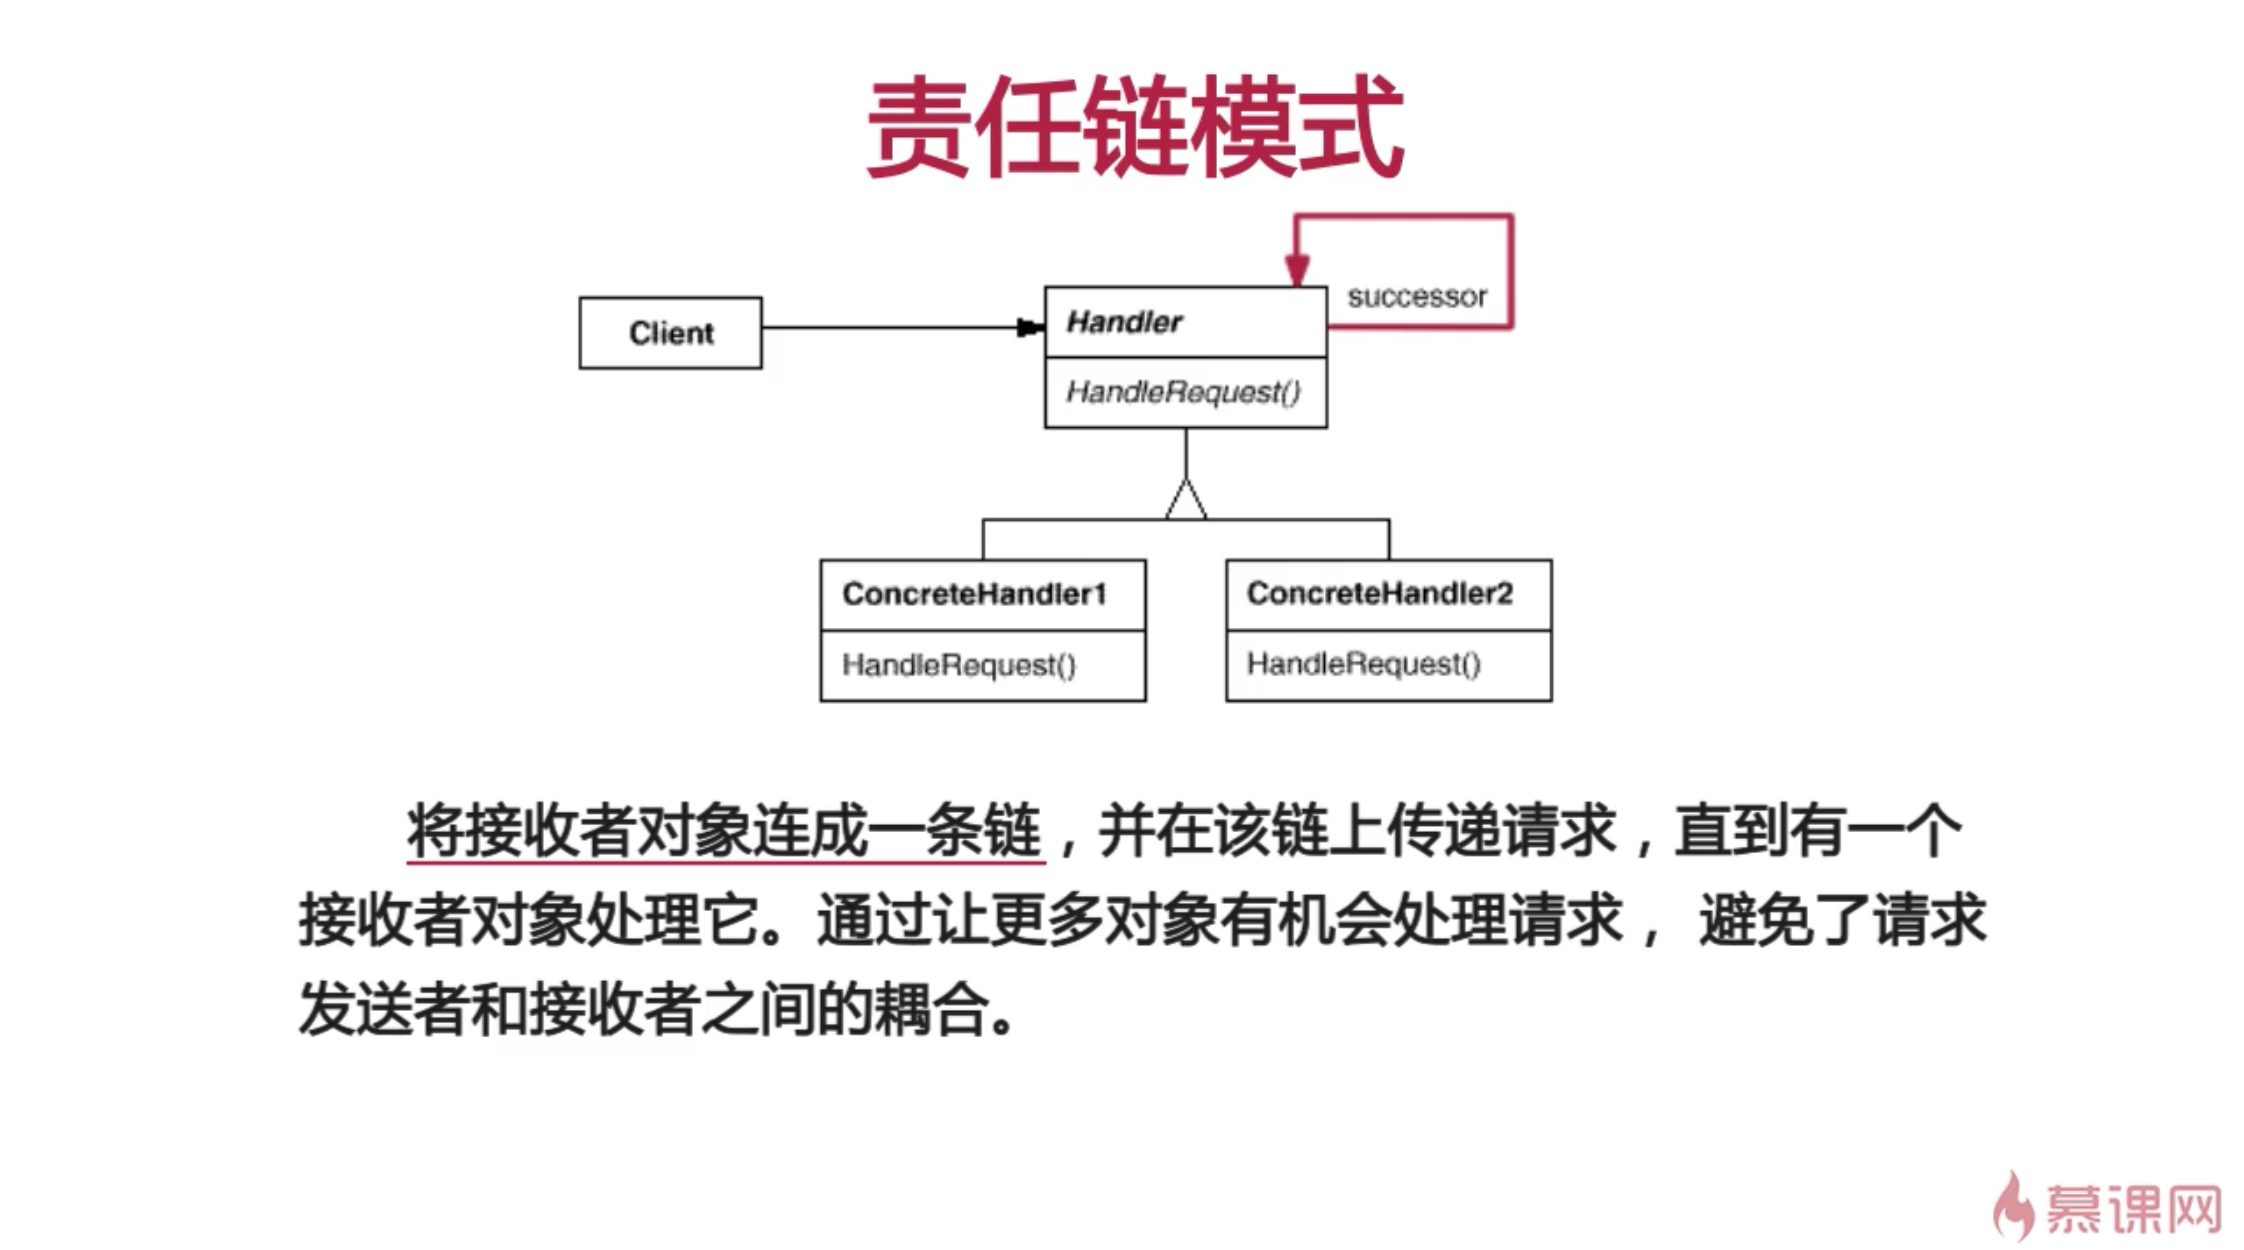 责任链模式
successor
Client
Handler
HandleRequest()
ConcreteHandler1
ConcreteHandler2
HandleRequest()
HandleRequest()
将接收者对象连成一条链，并在该链上传递请求，直到有一个
接收者对象处理它。通过让更多对象有机会处理请求， 避免了请求
发送者和接收者之间的耦合。
慕课网